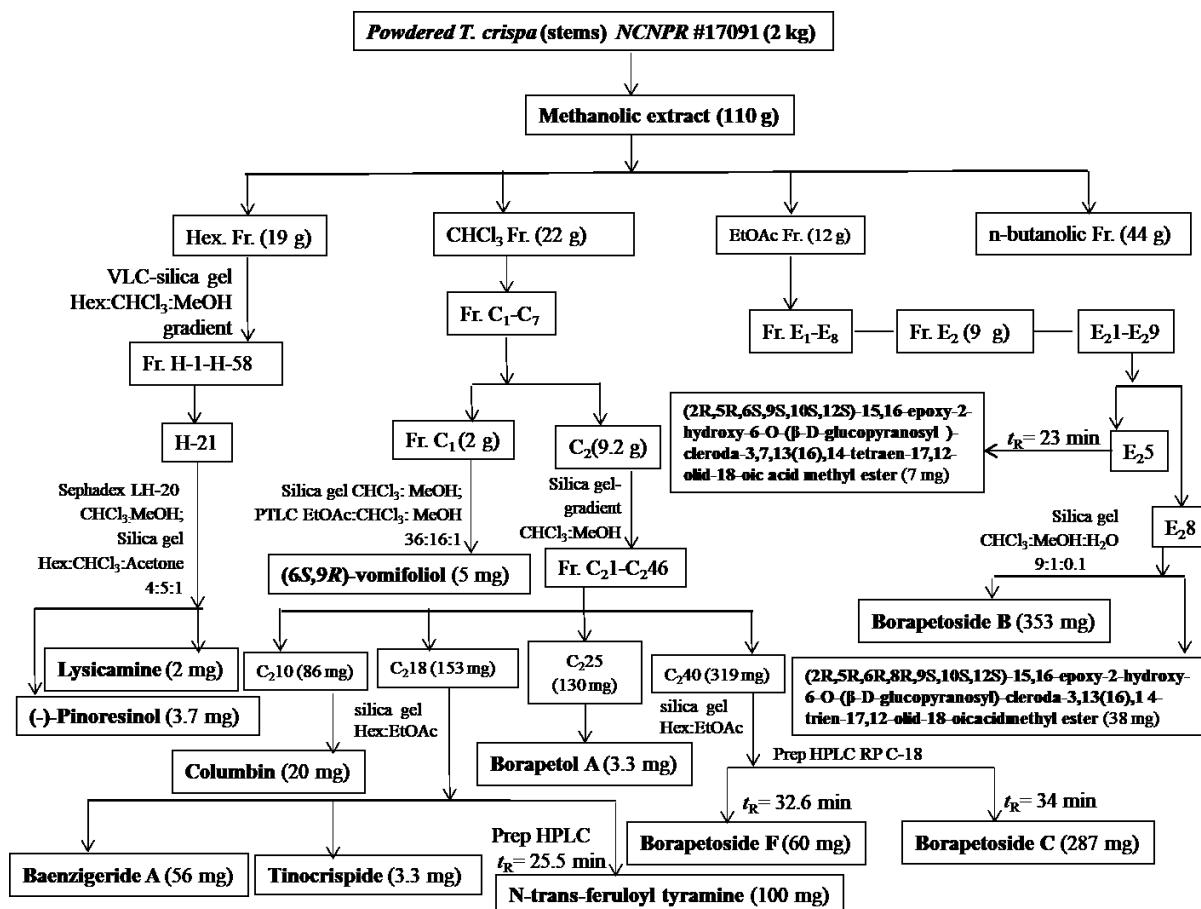 Powdered T. crispa (stems) NCNPR #17091 (2 kg)
Methanolic extract (110 g)
Hex. Fr. (19 g)
CHCl₃ Fr. (22 g)
EtOAc Fr. (12 g)
n-butanolic Fr. (44 g)
VLC-silica gel
Hex:CHCl₃:MeOH
gradient
Fr. H-1-H-58
H-21
Sephadex LH-20
CHCl₃:MeOH;
Silica gel
Hex:CHCl₃:Acetone
4:5:1
Lysicamine (2 mg)
(-)-Pinoresinol (3.7 mg)
Fr. C₁-C₇
Fr. C₁ (2 g)
Silica gel CHCl₃: MeOH;
PTLC EtOAc:CHCl₃: MeOH
36:16:1
(6S,9R)-vomifoliol (5 mg)
C₂(9.2 g)
Silica gel-
gradient
CHCl₃:MeOH
Fr. C₂1-C₂46
C₂10 (86 mg)
Columbin (20 mg)
C₂18 (153 mg)
silica gel
Hex:EtOAc
Baenzigeride A (56 mg)
Tinocrispide (3.3 mg)
Prep HPLC
tR= 25.5 min
N-trans-feruloyl tyramine (100 mg)
C₂25
(130 mg)
Borapetol A (3.3 mg)
C₂40 (319 mg)
silica gel
Hex:EtOAc
Prep HPLC RP C-18
tR= 32.6 min
Borapetoside F (60 mg)
tR= 34 min
Borapetoside C (287 mg)
Fr. E₁-E₈
Fr. E₂ (9 g)
E₂1-E₂9
E₂5
tR= 23 min
(2R,5R,6S,9S,10S,12S)-15,16-epoxy-2-
hydroxy-6-O-(β-D-glucopyranosyl )-
cleroda-3,7,13(16),14-tetraen-17,12-
olid-18-oic acid methyl ester (7 mg)
E₂8
Silica gel
CHCl₃:MeOH:H₂O
9:1:0.1
Borapetoside B (353 mg)
(2R,5R,6R,8R,9S,10S,12S)-15,16-epoxy-2-hydroxy-
6-O-(β-D-glucopyranosyl)-cleroda-3,13(16),14-
trien-17,12-olid-18-oicacidmethyl ester (38 mg)